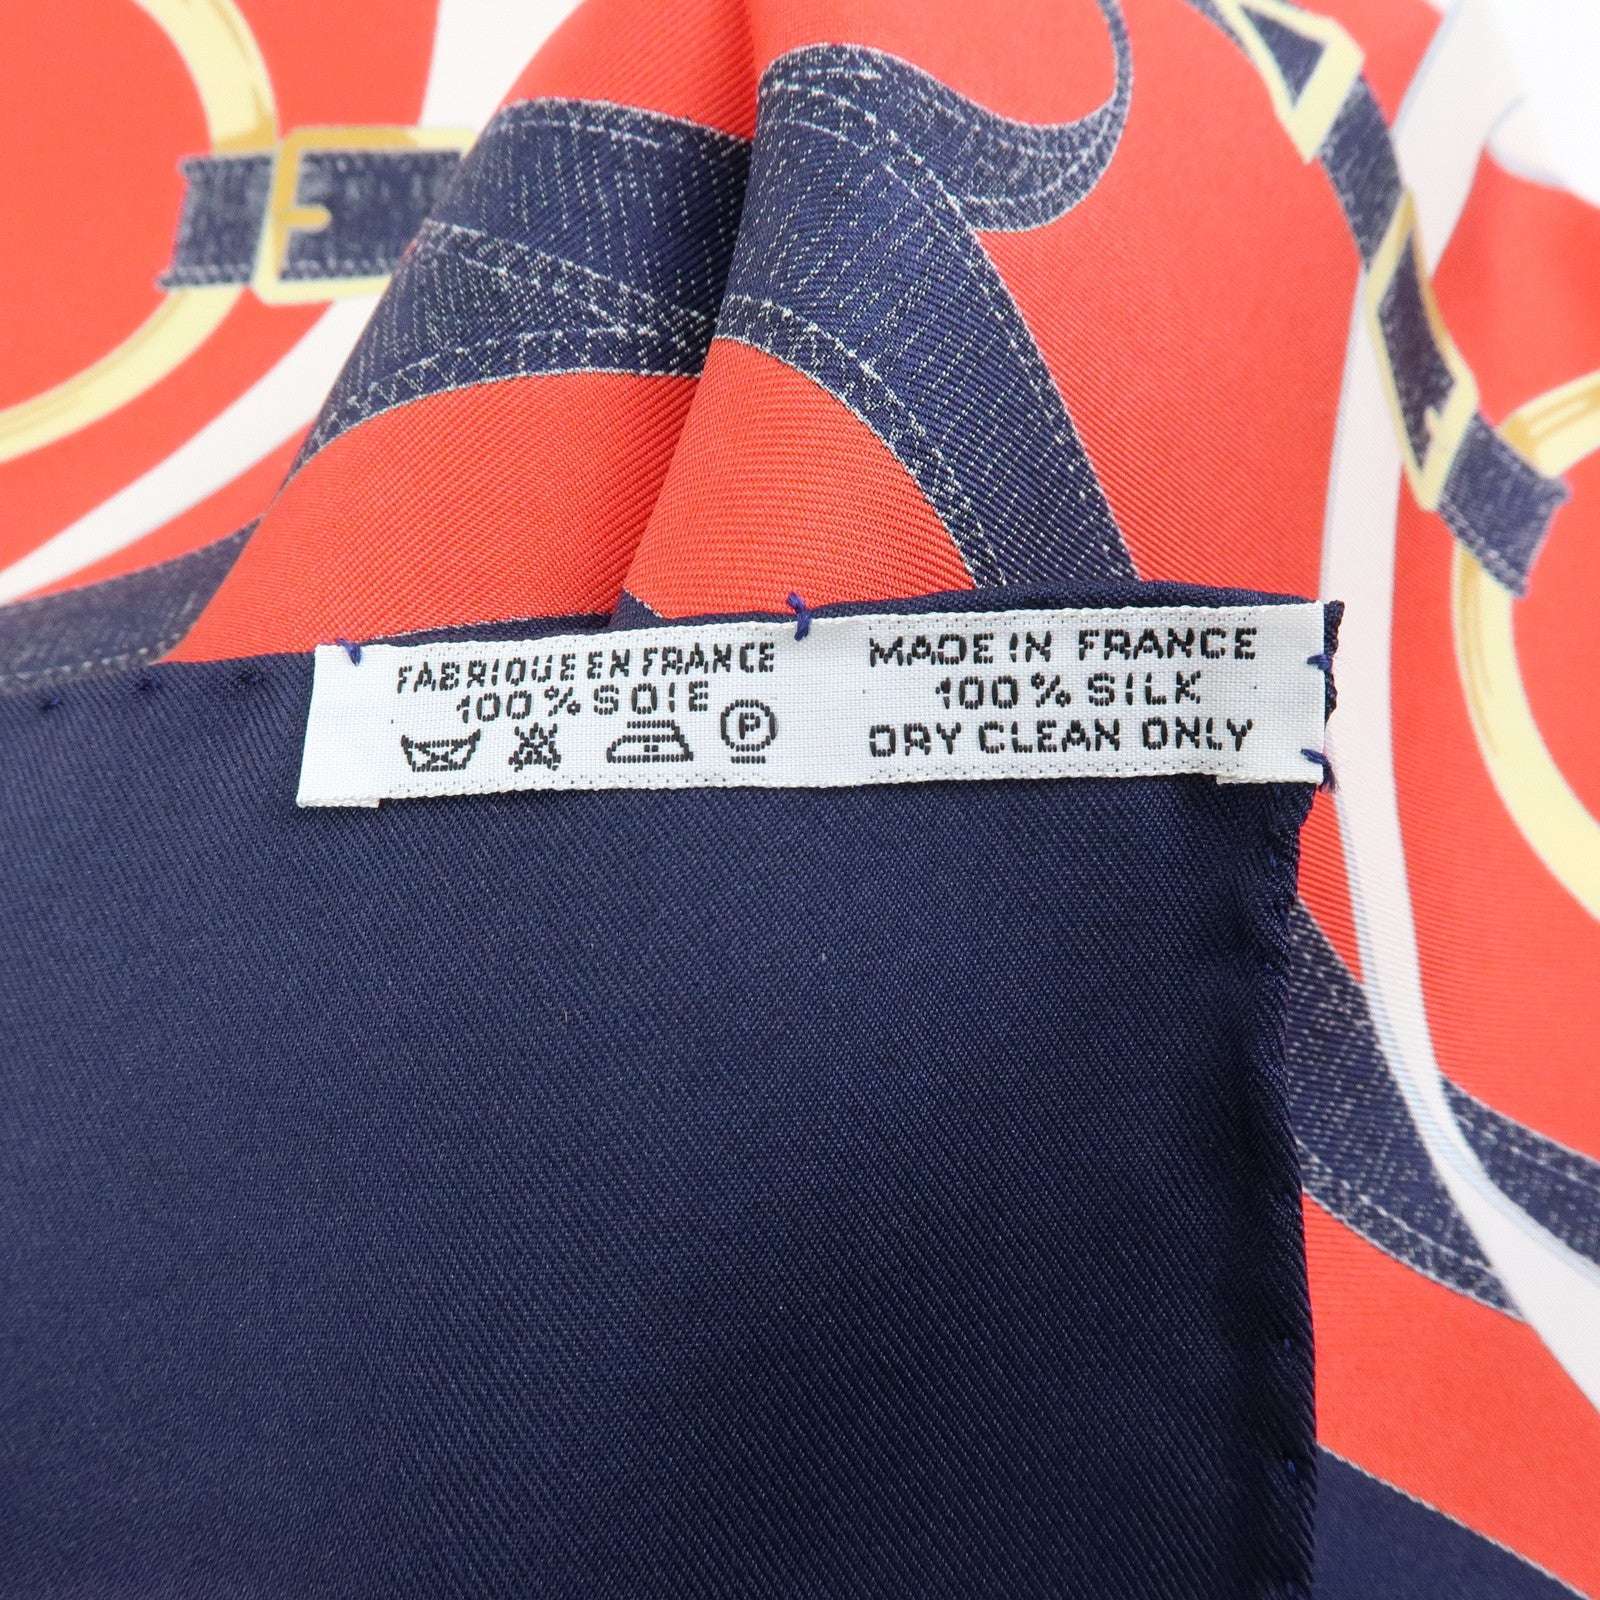 FABRIQUE EN FRANCE
100% SOIE
P
MADE IN FRANCE
100% SILK
DRY CLEAN ONLY